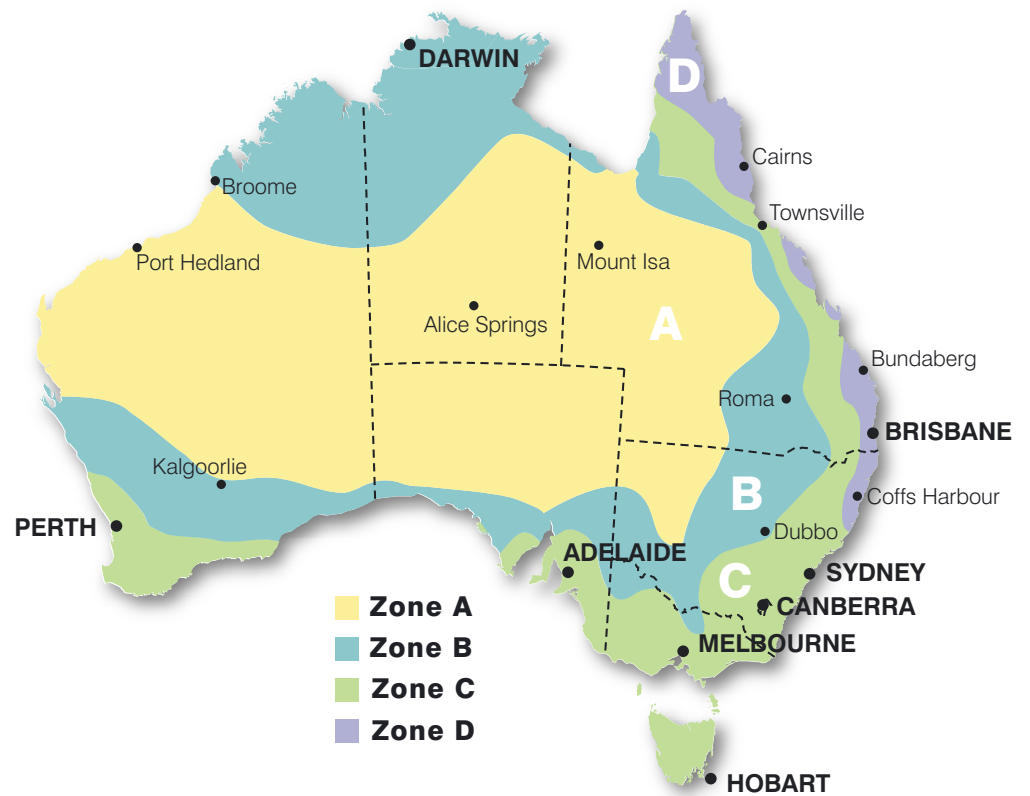 DARWIN
D
Cairns
Broome
Townsville
Port Hedland
Mount Isa
Alice Springs
A
Bundaberg
Roma
BRISBANE
Kalgoorlie
B
Coffs Harbour
PERTH
Dubbo
ADELAIDE
SYDNEY
C
CANBERRA
MELBOURNE
Zone A
Zone B
Zone C
Zone D
HOBART